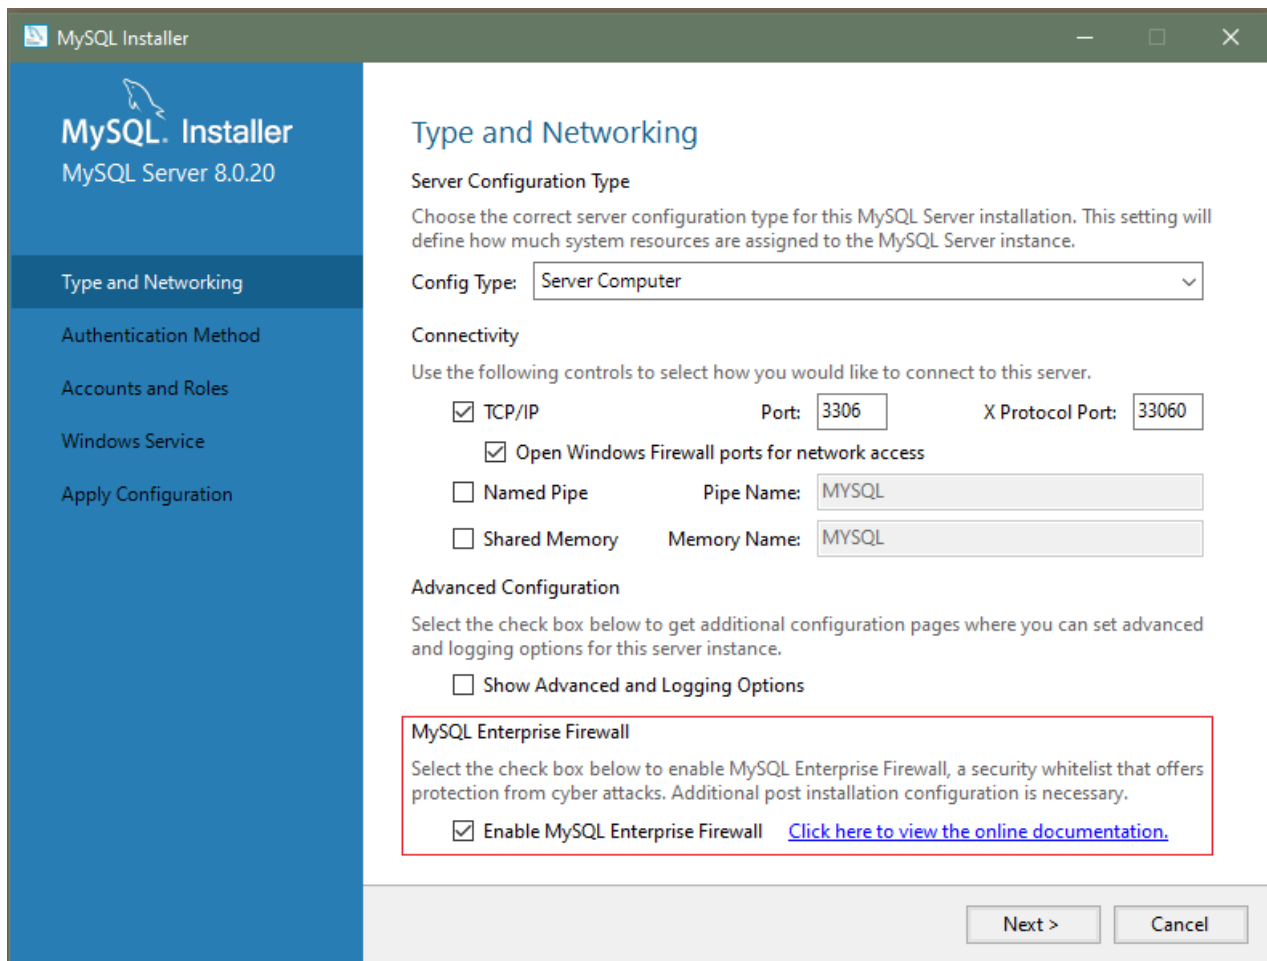 MySQL Installer
MySQL. Installer
MySQL Server 8.0.20
Type and Networking
Authentication Method
Accounts and Roles
Windows Service
Apply Configuration
Type and Networking
Server Configuration Type
Choose the correct server configuration type for this MySQL Server installation. This setting will
define how much system resources are assigned to the MySQL Server instance.
Config Type: Server Computer
Connectivity
Use the following controls to select how you would like to connect to this server.
TCP/IP Port: 3306 X Protocol Port: 33060
Open Windows Firewall ports for network access
Named Pipe Pipe Name: MYSQL
Shared Memory Memory Name: MYSQL
Advanced Configuration
Select the check box below to get additional configuration pages where you can set advanced
and logging options for this server instance.
Show Advanced and Logging Options
MySQL Enterprise Firewall
Select the check box below to enable MySQL Enterprise Firewall, a security whitelist that offers
protection from cyber attacks. Additional post installation configuration is necessary.
Enable MySQL Enterprise Firewall Click here to view the online documentation.
Next > Cancel